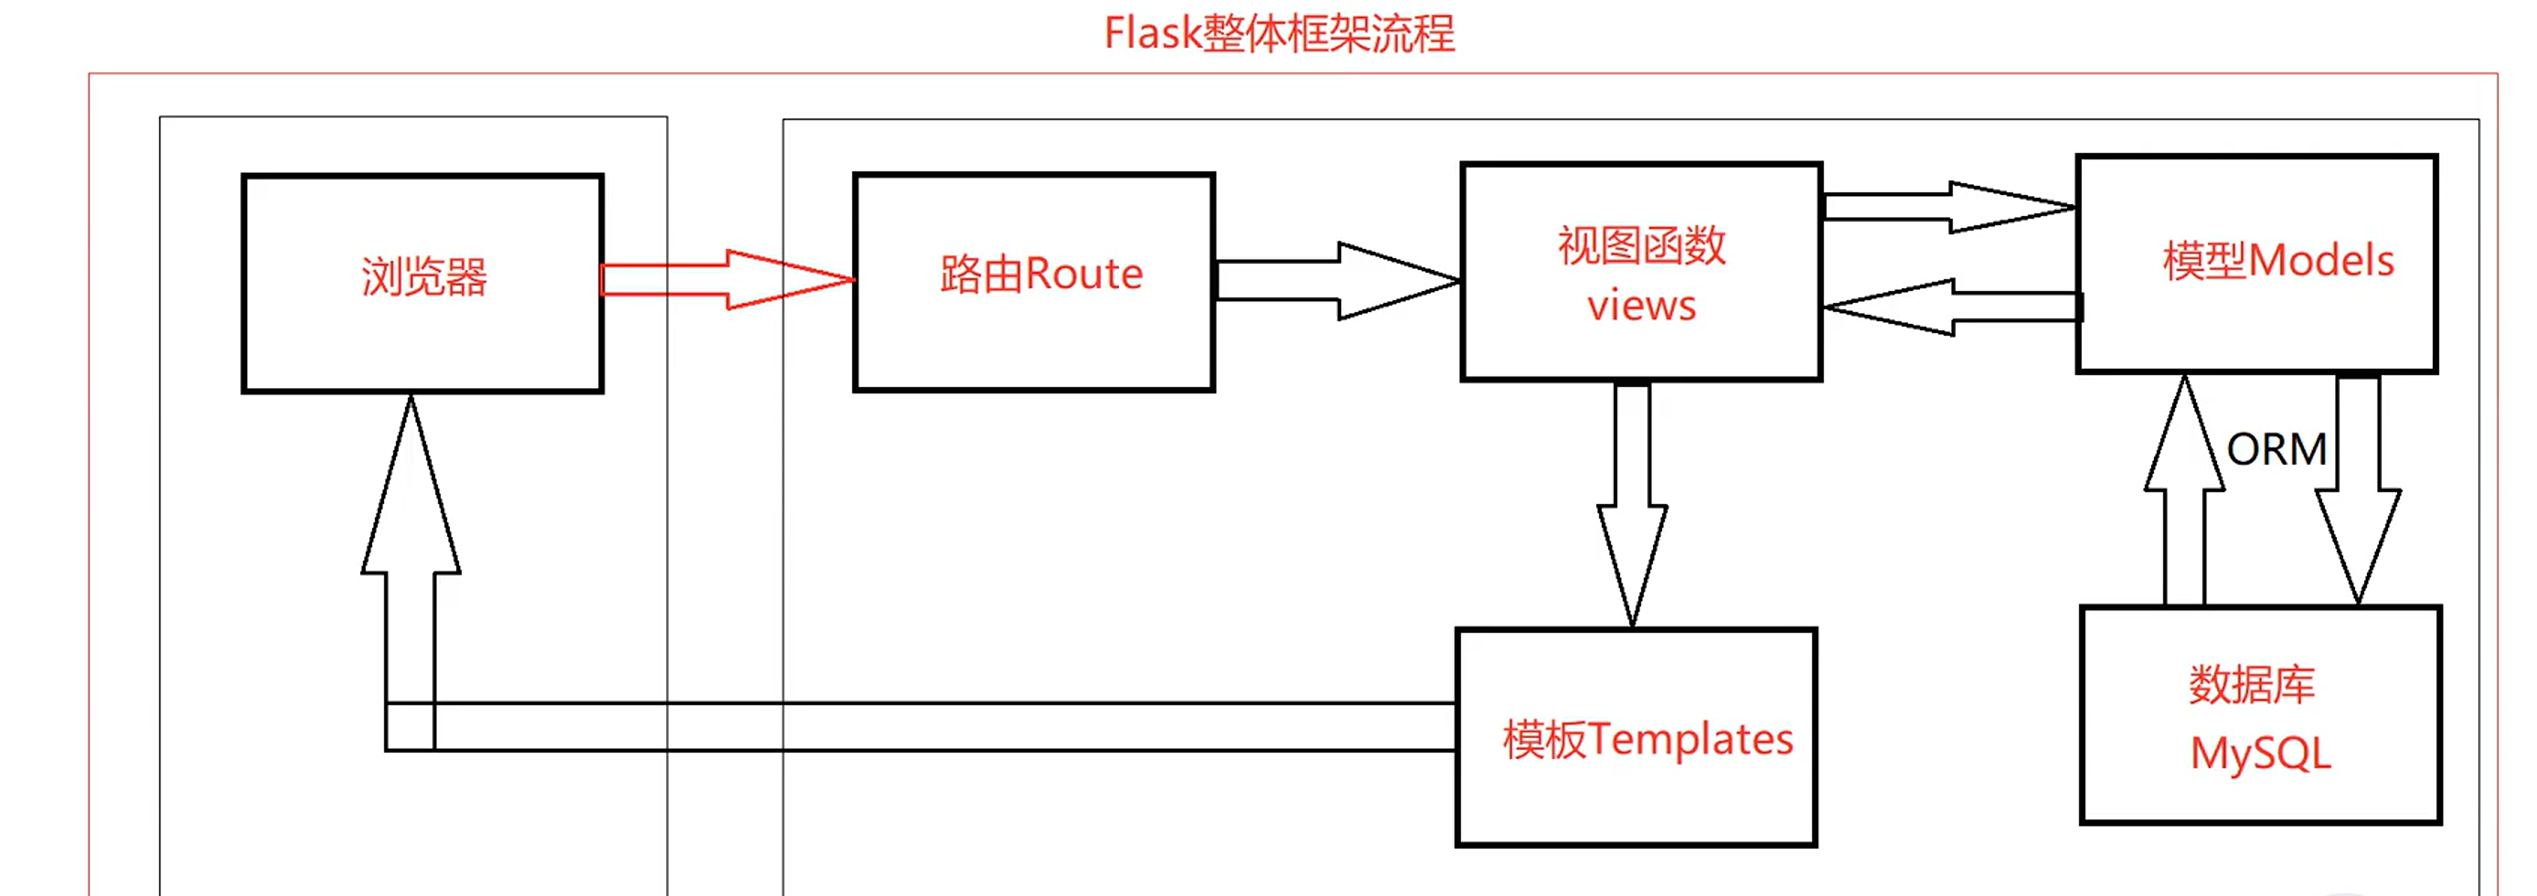 Flask整体框架流程
浏览器
路由Route
视图函数
views
模型Models
ORM
模板Templates
数据库
MySQL